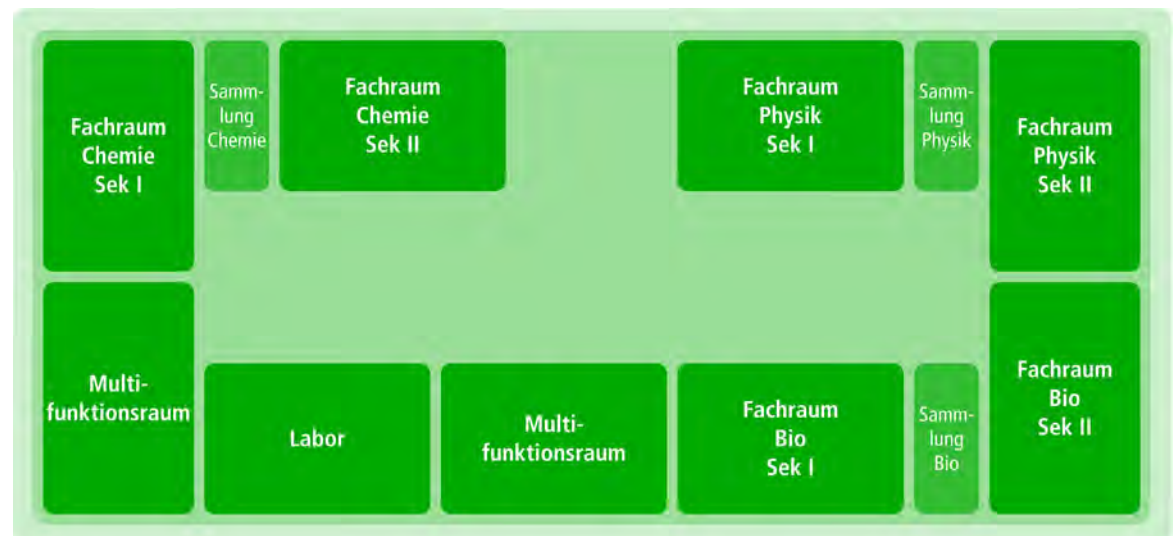 Fachraum
Chemie
Sek I
Samm-
lung
Chemie
Fachraum
Chemie
Sek II
Fachraum
Physik
Sek I
Samm-
lung
Physik
Fachraum
Physik
Sek II
Multi-
funktionsraum
Labor
Multi-
funktionsraum
Fachraum
Bio
Sek I
Samm-
lung
Bio
Fachraum
Bio
Sek II